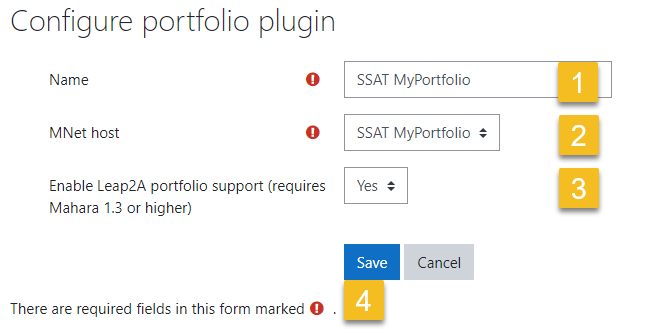 Configure portfolio plugin
Name SSAT MyPortfolio 1
MNet host SSAT MyPortfolio 2
Enable Leap2A portfolio support (requires Yes 3
Mahara 1.3 or higher)
Save Cancel
There are required fields in this form marked . 4